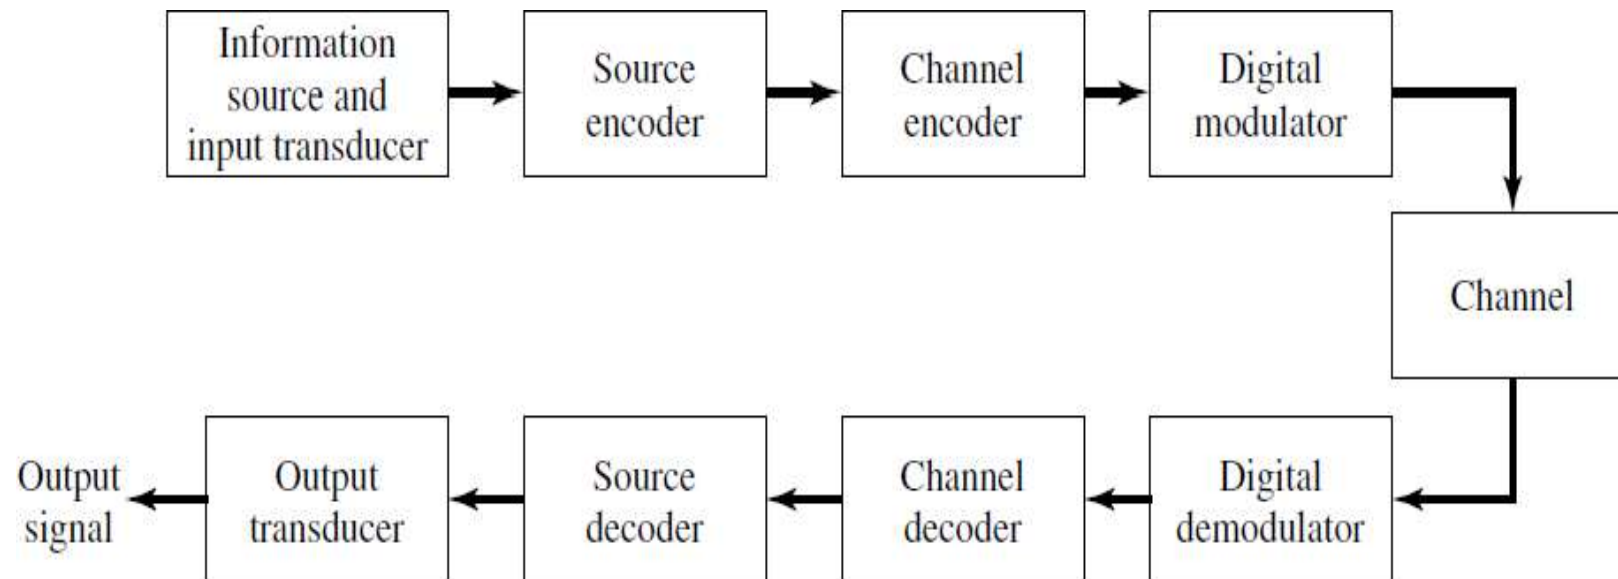 Information
source and
input transducer
Source
encoder
Channel
encoder
Digital
modulator
Channel
Output
signal
Output
transducer
Source
decoder
Channel
decoder
Digital
demodulator